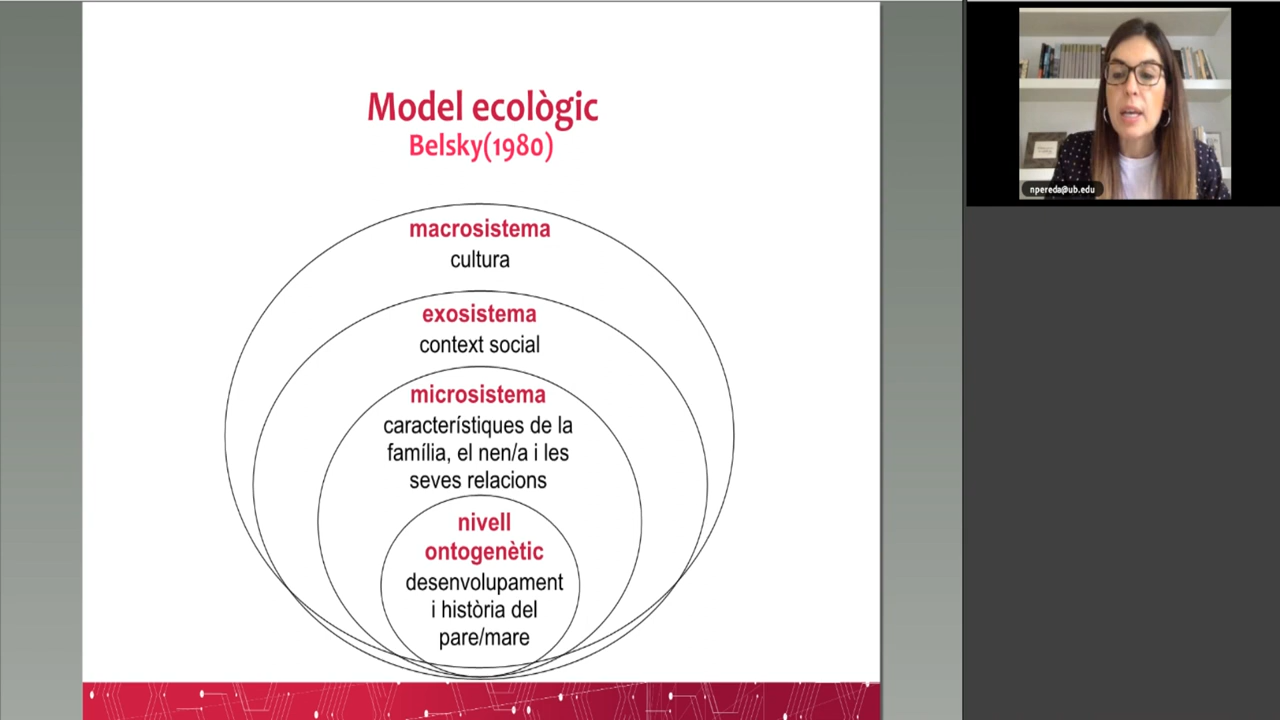 Model ecològic
Belsky(1980)
macrosistema
cultura
exosistema
context social
microsistema
característiques de la
família, el nen/a i les
seves relacions
nivell
ontogenètic
desenvolupament
i història del
pare/mare
npereda@ub.edu